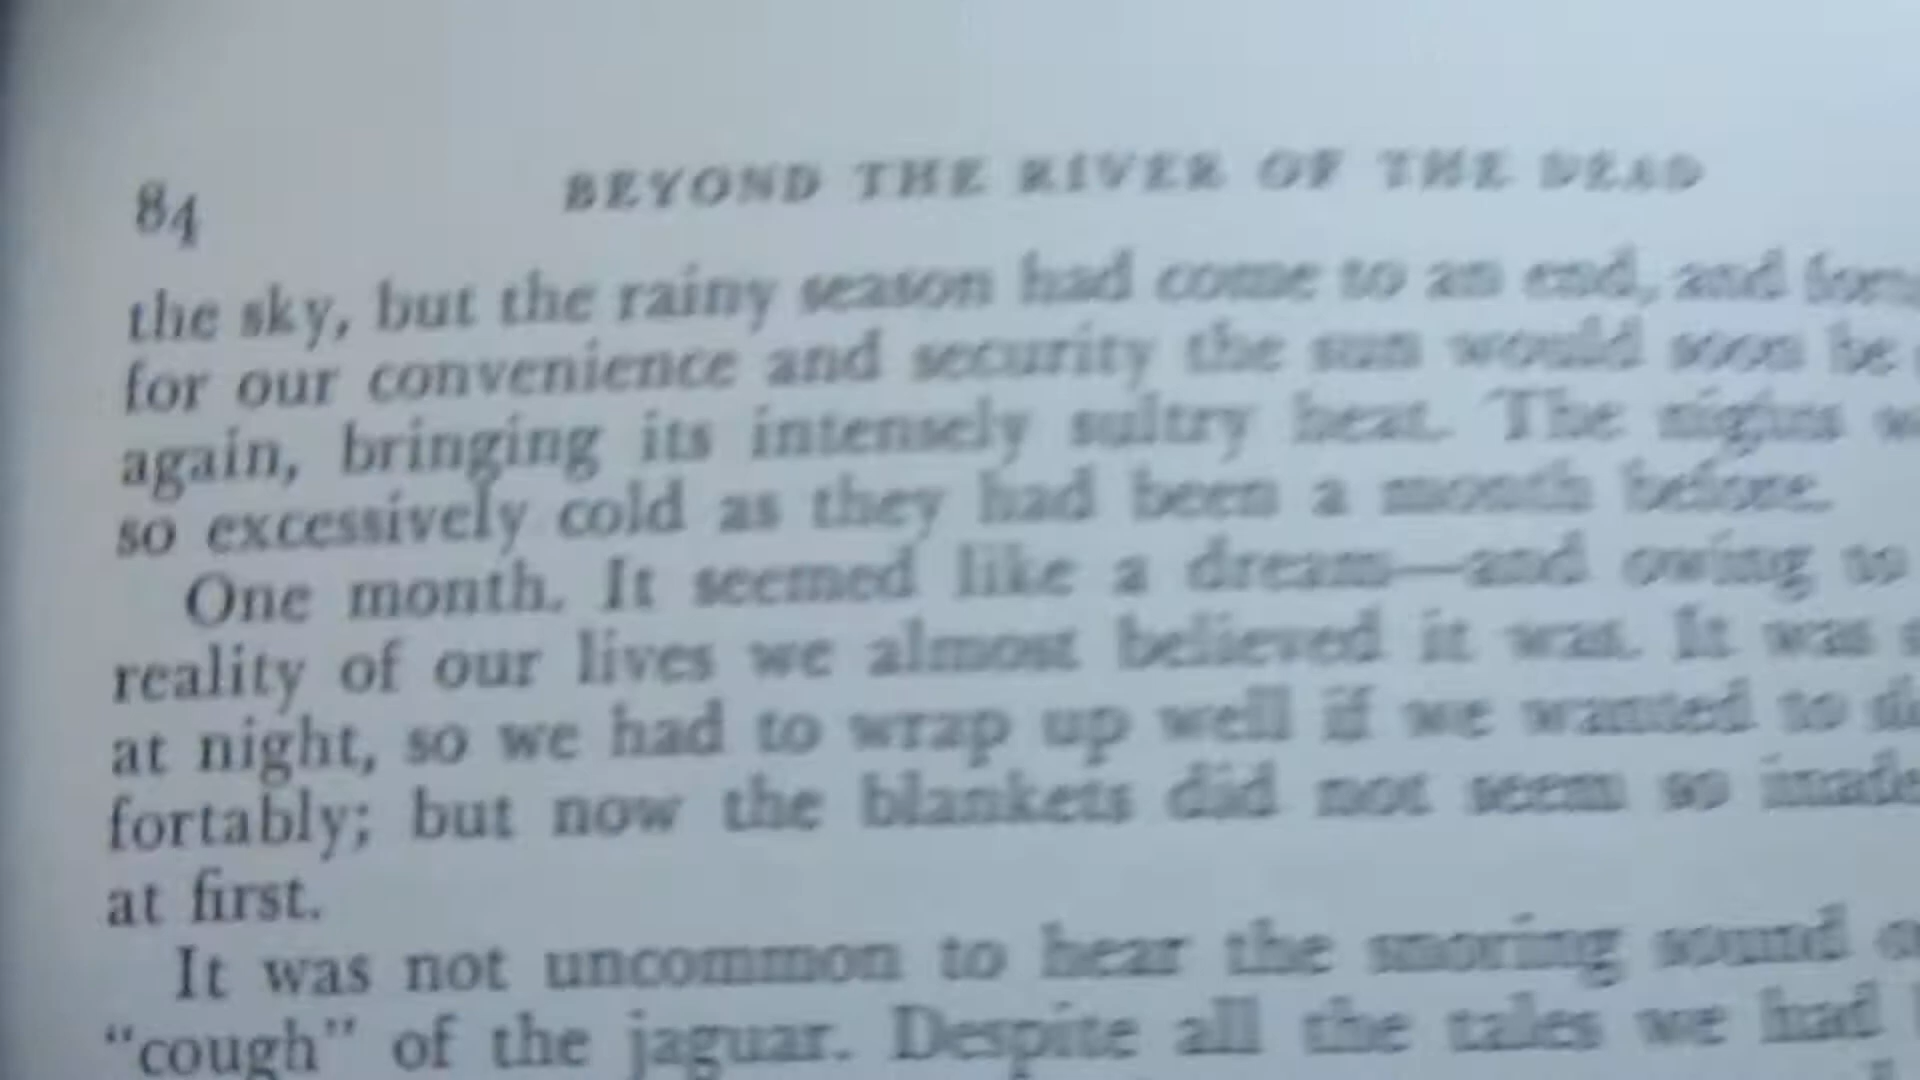 84 BEYOND THE RIVER OF THE DEAD
the sky, but the rainy season had come to an end, and
for our convenience and security the sun would soon be
again, bringing its intensely sultry heat. The nights
so excessively cold as they had been a month before.
One month. It seemed like a dream—and owing to
reality of our lives we almost believed it was. It was
at night, so we had to wrap up well if we wanted to
fortably; but now the blankets did not seem so
at first.
It was not uncommon to hear the snoring sound
"cough" of the jaguar. Despite all the tales we had